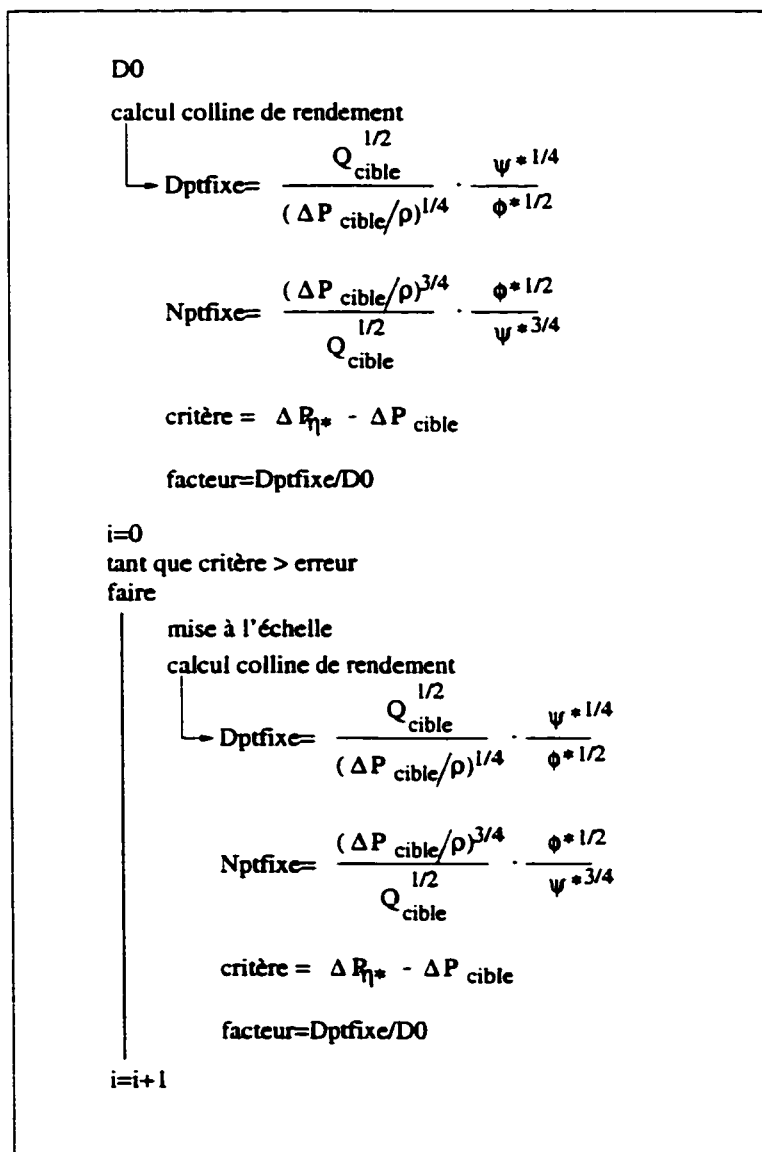 D0
calcul colline de rendement
Dptfixe= Q_cible^1/2 / (ΔP_cible/ρ)^1/4 · ψ*^1/4 / ϕ*^1/2
Nptfixe= (ΔP_cible/ρ)^3/4 / Q_cible^1/2 · ϕ*^1/2 / ψ*^3/4
critère = ΔP_η* - ΔP_cible
facteur=Dptfixe/D0
i=0
tant que critère > erreur
faire
mise à l'échelle
calcul colline de rendement
Dptfixe= Q_cible^1/2 / (ΔP_cible/ρ)^1/4 · ψ*^1/4 / ϕ*^1/2
Nptfixe= (ΔP_cible/ρ)^3/4 / Q_cible^1/2 · ϕ*^1/2 / ψ*^3/4
critère = ΔP_η* - ΔP_cible
facteur=Dptfixe/D0
i=i+1